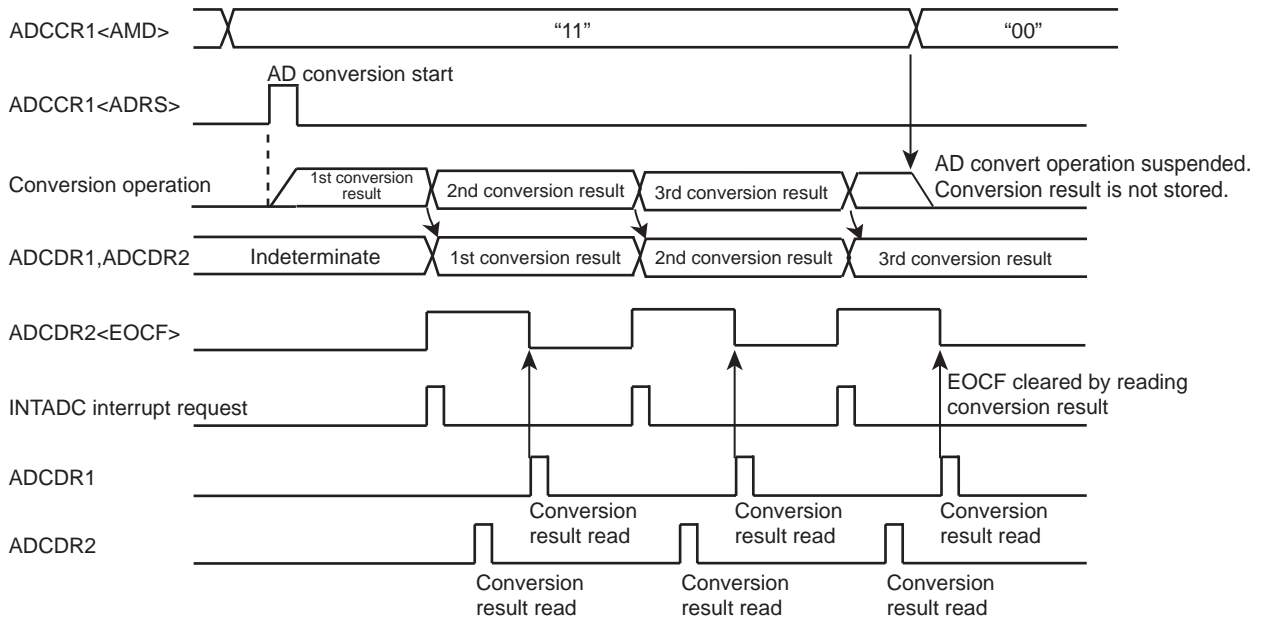 ADCCR1<AMD>
“11”
“00”
AD conversion start
ADCCR1<ADRS>
AD convert operation suspended.
Conversion result is not stored.
Conversion operation
1st conversion
result
2nd conversion result
3rd conversion result
ADCDR1,ADCDR2
Indeterminate
1st conversion result
2nd conversion result
3rd conversion result
ADCDR2<EOCF>
EOCF cleared by reading
conversion result
INTADC interrupt request
ADCDR1
Conversion
result read
Conversion
result read
Conversion
result read
ADCDR2
Conversion
result read
Conversion
result read
Conversion
result read